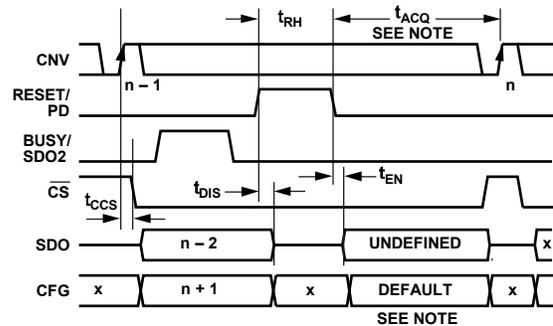 tRH
tACQ
SEE NOTE
CNV
n – 1
n
RESET/
PD
BUSY/
SDO2
tEN
CS
tDIS
tCCS
SDO
n – 2
UNDEFINED
x
CFG
x
n + 1
x
DEFAULT
x
x
SEE NOTE